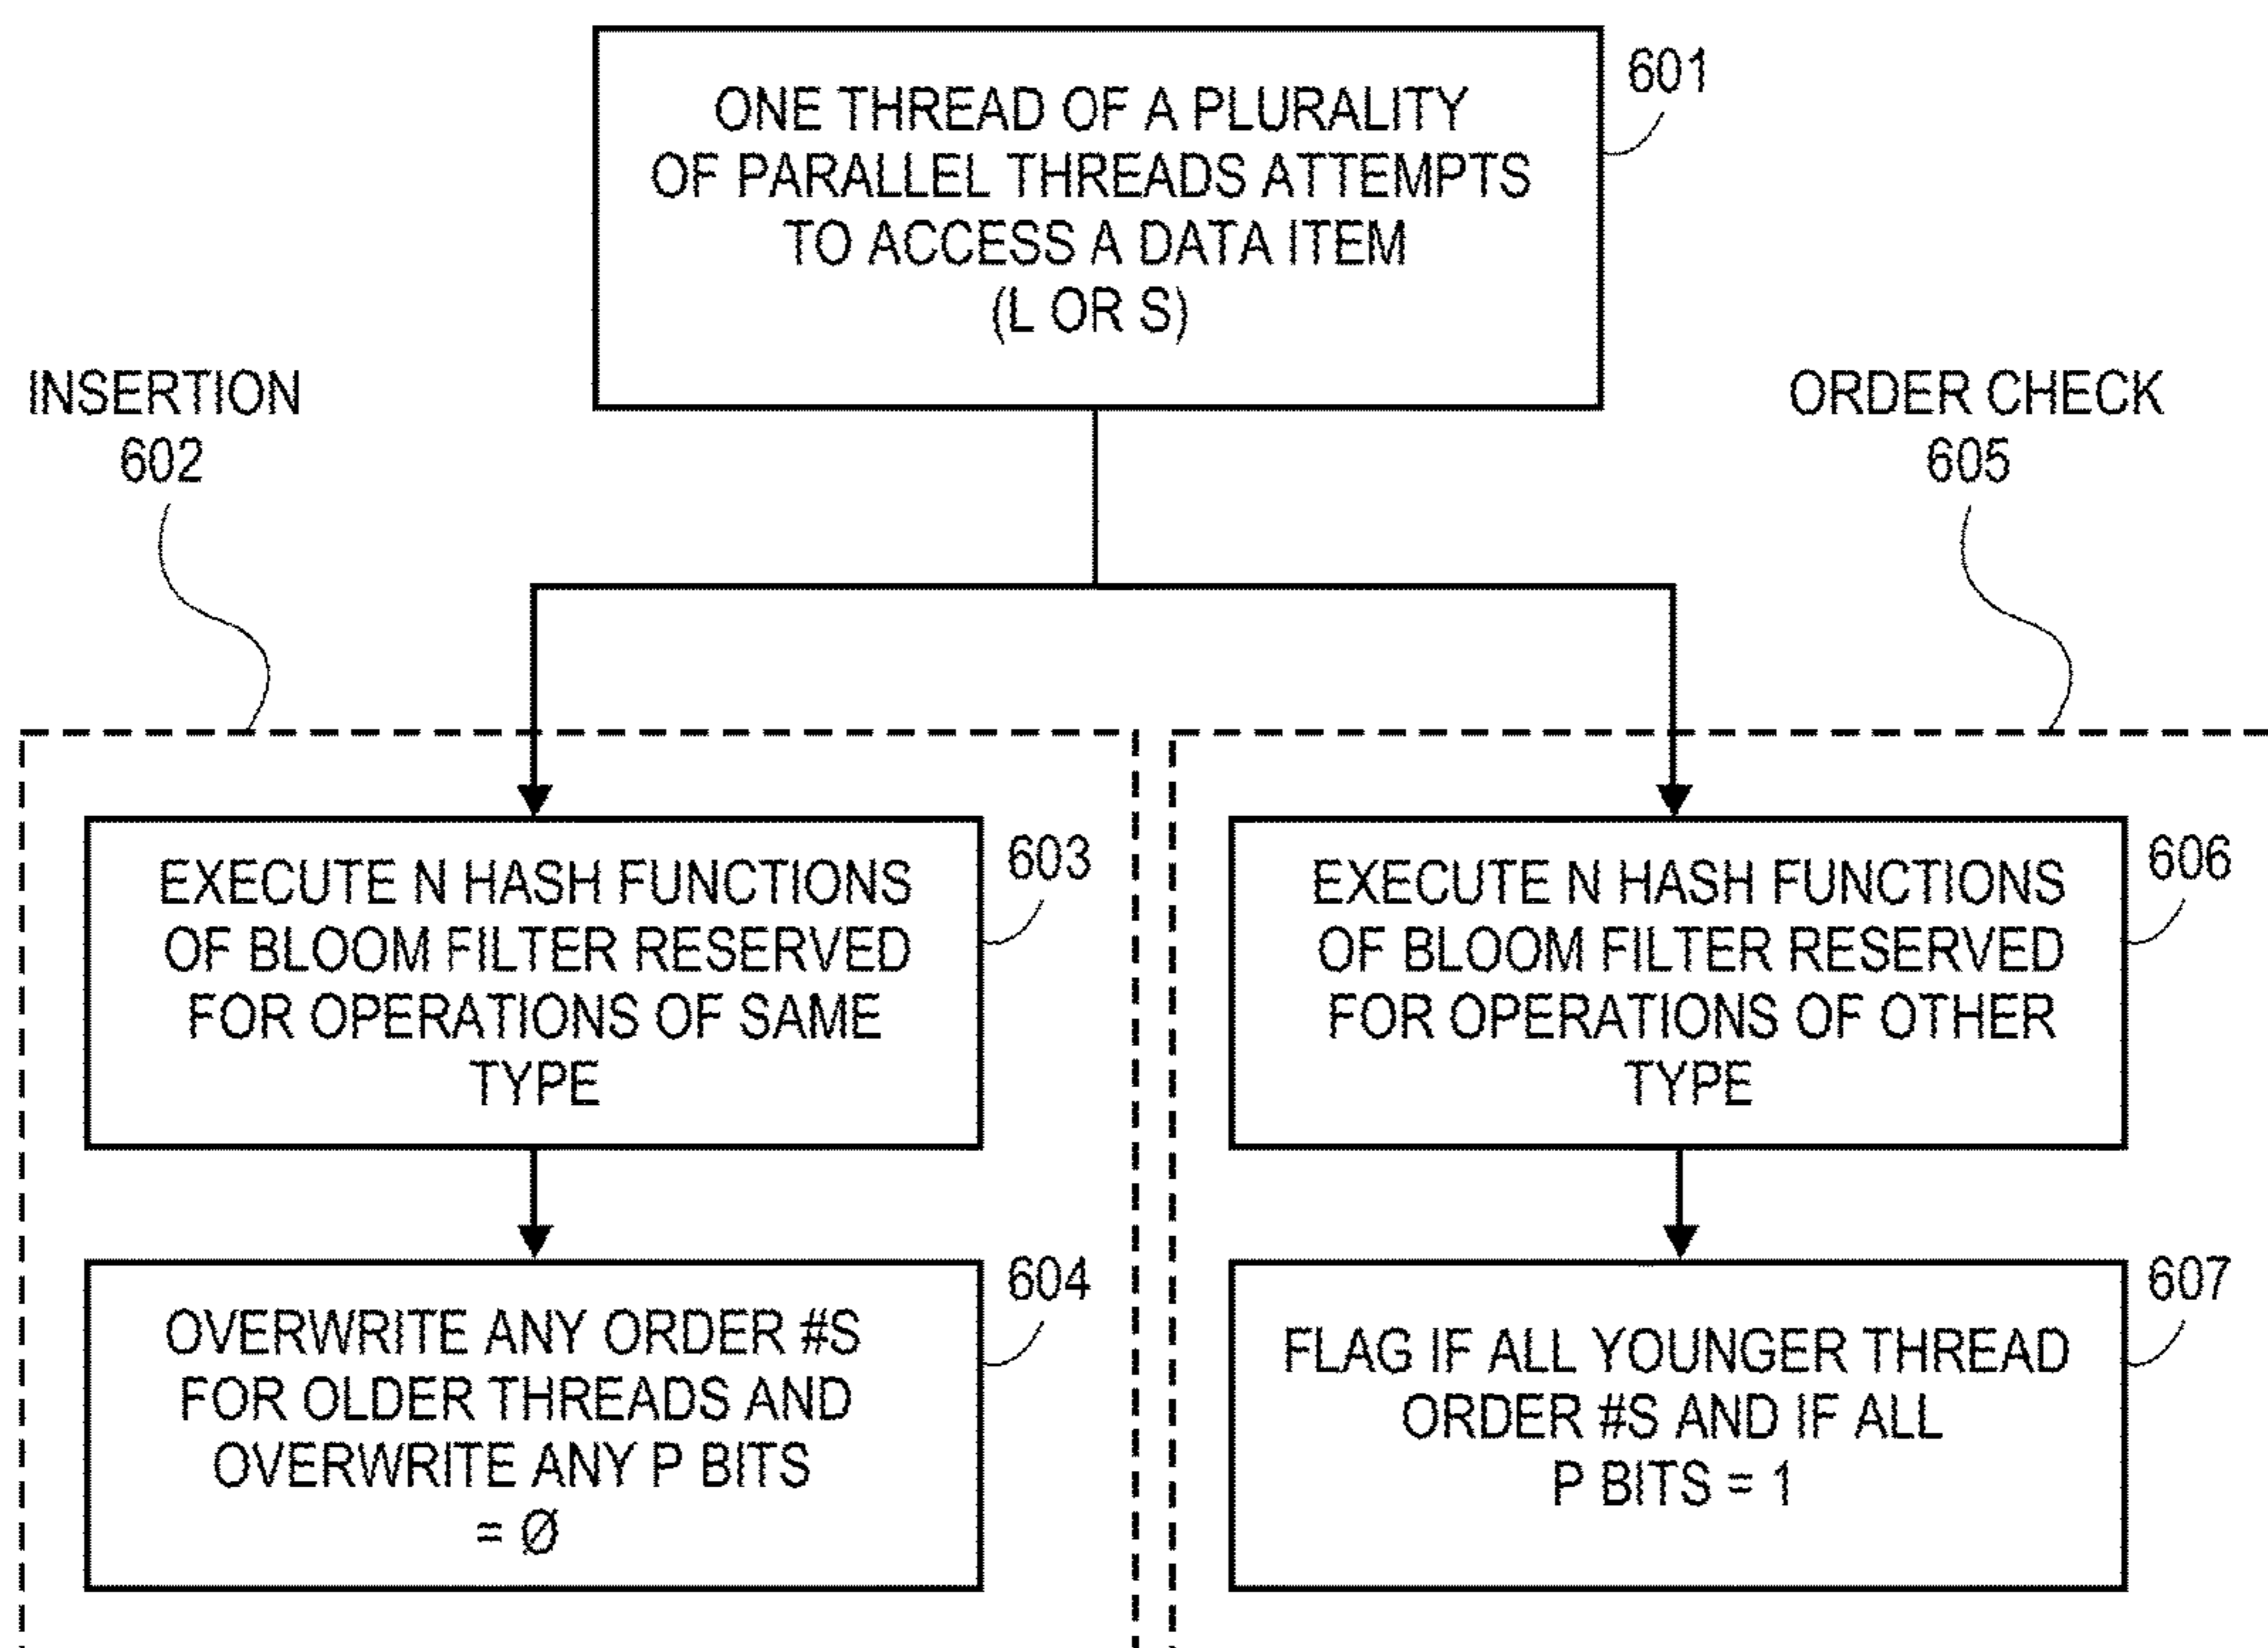 ONE THREAD OF A PLURALITY
OF PARALLEL THREADS ATTEMPTS
TO ACCESS A DATA ITEM
(L OR S)
601
INSERTION
602
ORDER CHECK
605
EXECUTE N HASH FUNCTIONS
OF BLOOM FILTER RESERVED
FOR OPERATIONS OF SAME
TYPE
603
EXECUTE N HASH FUNCTIONS
OF BLOOM FILTER RESERVED
FOR OPERATIONS OF OTHER
TYPE
606
OVERWRITE ANY ORDER #S
FOR OLDER THREADS AND
OVERWRITE ANY P BITS
= Ø
604
FLAG IF ALL YOUNGER THREAD
ORDER #S AND IF ALL
P BITS = 1
607